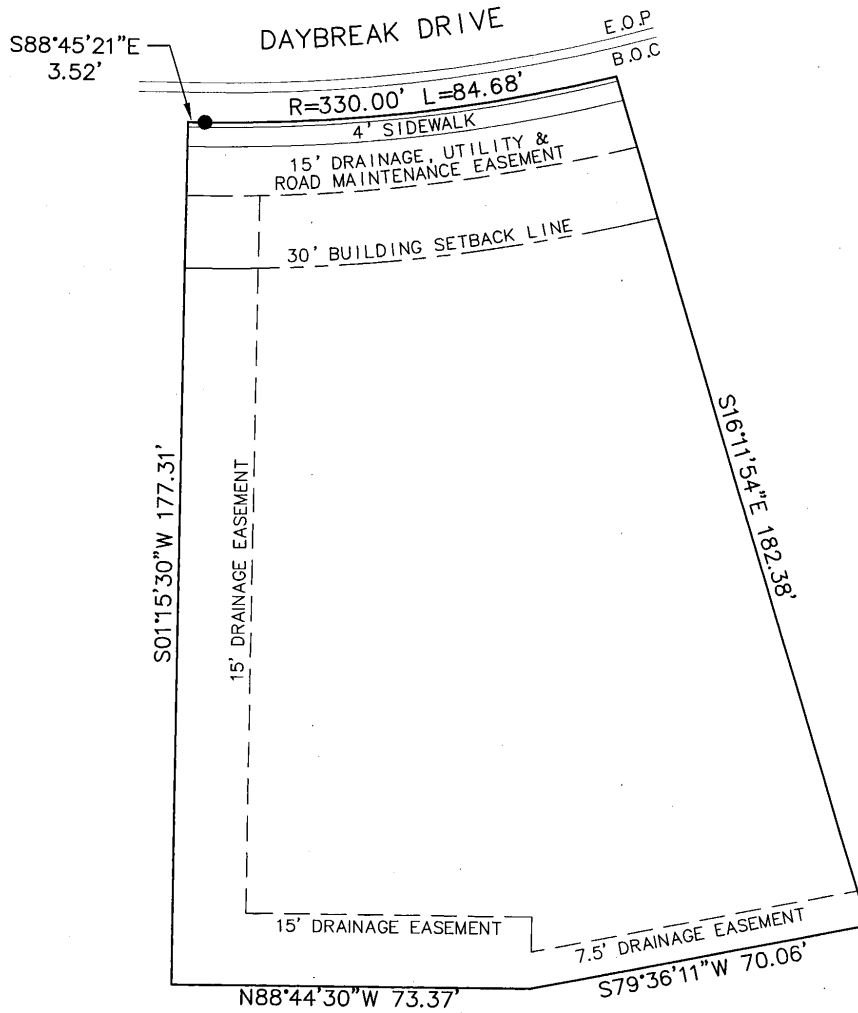 DAYBREAK DRIVE
E.O.P
B.O.C
S88°45'21"E
3.52'
R=330.00' L=84.68'
4' SIDEWALK
15' DRAINAGE, UTILITY &
ROAD MAINTENANCE EASEMENT
30' BUILDING SETBACK LINE
S01°15'30"W 177.31'
15' DRAINAGE EASEMENT
S16°11'54"E 182.38'
15' DRAINAGE EASEMENT
7.5' DRAINAGE EASEMENT
N88°44'30"W 73.37'
S79°36'11"W 70.06'